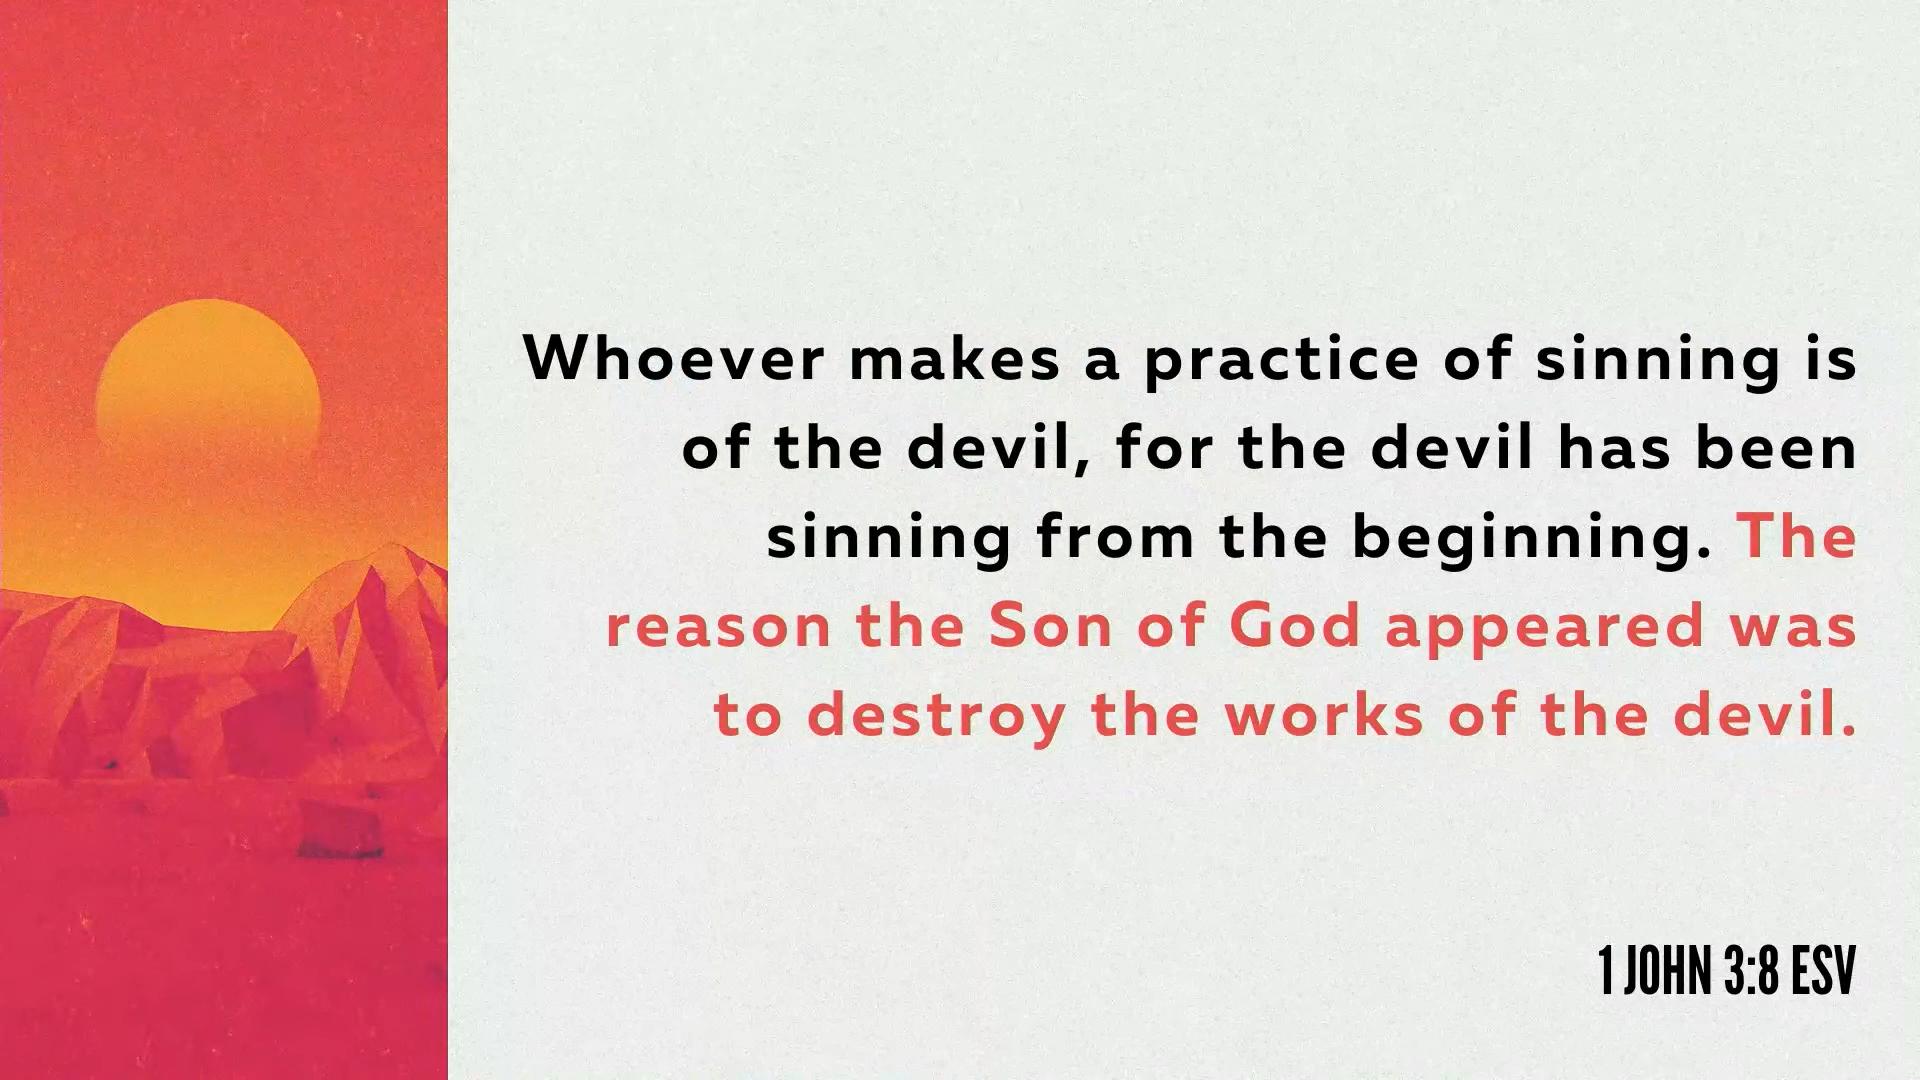 Whoever makes a practice of sinning is
of the devil, for the devil has been
sinning from the beginning. The
reason the Son of God appeared was
to destroy the works of the devil.
1 JOHN 3:8 ESV